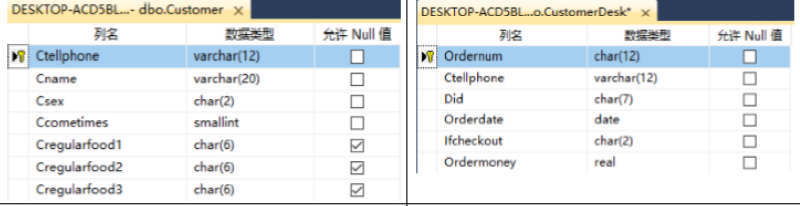 DESKTOP-ACD5BL...- dbo.Customer
列名 数据类型 允许 Null 值
Ctellphone varchar(12)
Cname varchar(20)
Csex char(2)
Ccometimes smallint
Cregularfood1 char(6)
Cregularfood2 char(6)
Cregularfood3 char(6)
DESKTOP-ACD5BL...o.CustomerDesk*
列名 数据类型 允许 Null 值
Ordernum char(12)
Ctellphone varchar(12)
Did char(7)
Orderdate date
Ifcheckout char(2)
Ordermoney real